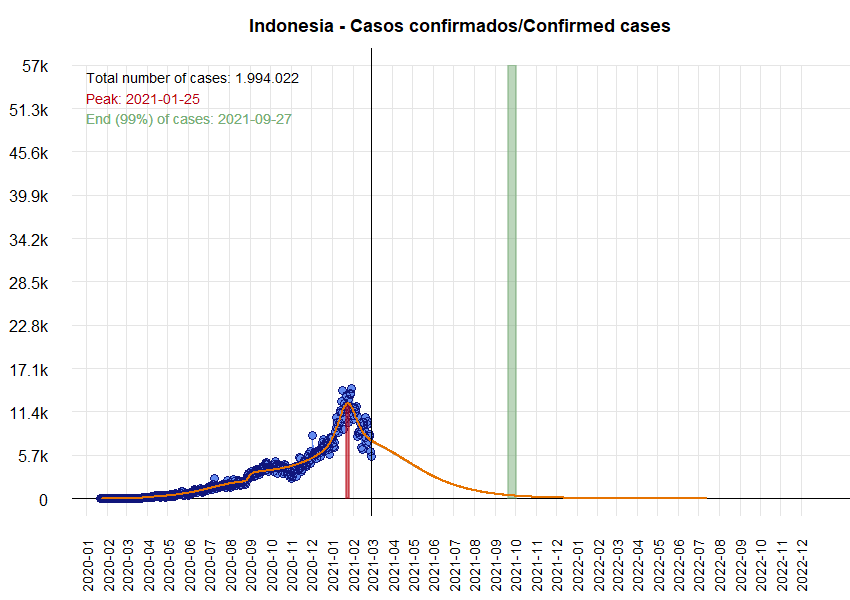 Indonesia - Casos confirmados/Confirmed cases
Total number of cases: 1.994.022
Peak: 2021-01-25
End (99%) of cases: 2021-09-27
57k
51.3k
45.6k
39.9k
34.2k
28.5k
22.8k
17.1k
11.4k
5.7k
0
2020-01
2020-02
2020-03
2020-04
2020-05
2020-06
2020-07
2020-08
2020-09
2020-10
2020-11
2020-12
2021-01
2021-02
2021-03
2021-04
2021-05
2021-06
2021-07
2021-08
2021-09
2021-10
2021-11
2021-12
2022-01
2022-02
2022-03
2022-04
2022-05
2022-06
2022-07
2022-08
2022-09
2022-10
2022-11
2022-12